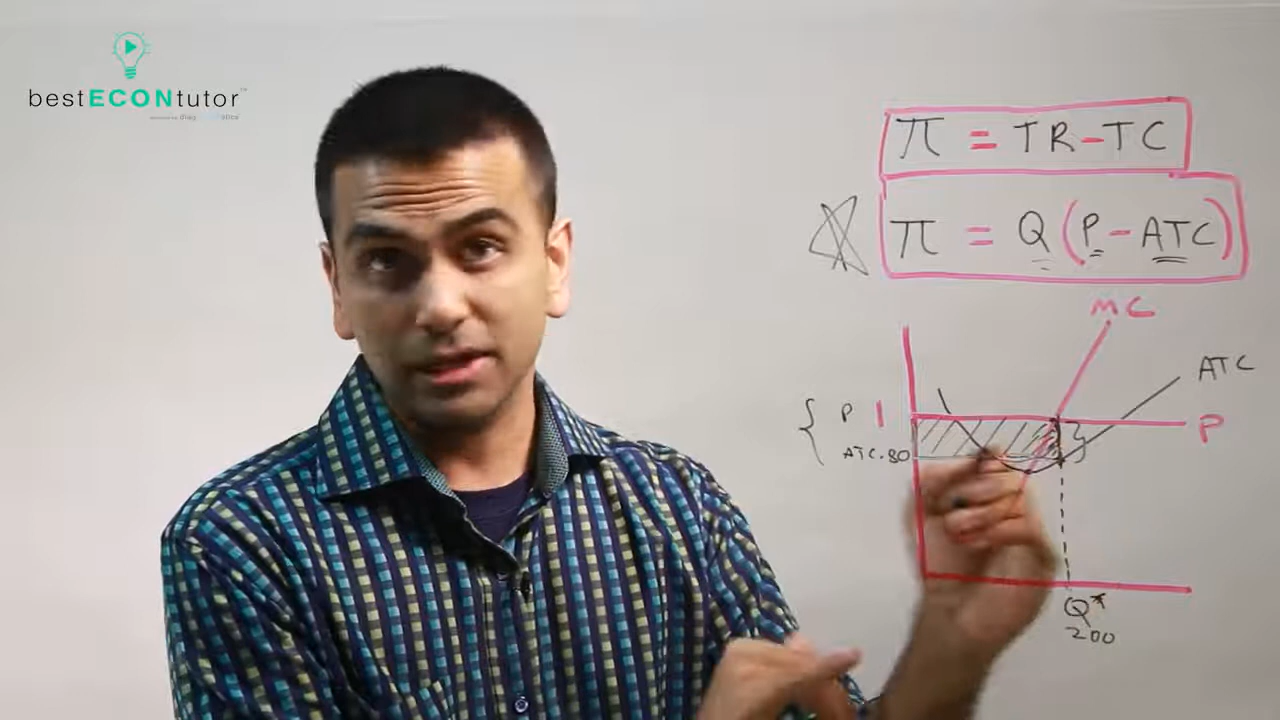 bestECONtutor
π = TR - TC
π = Q (P - ATC)
MC
ATC
P 1
P
ATC .80
Q*
200